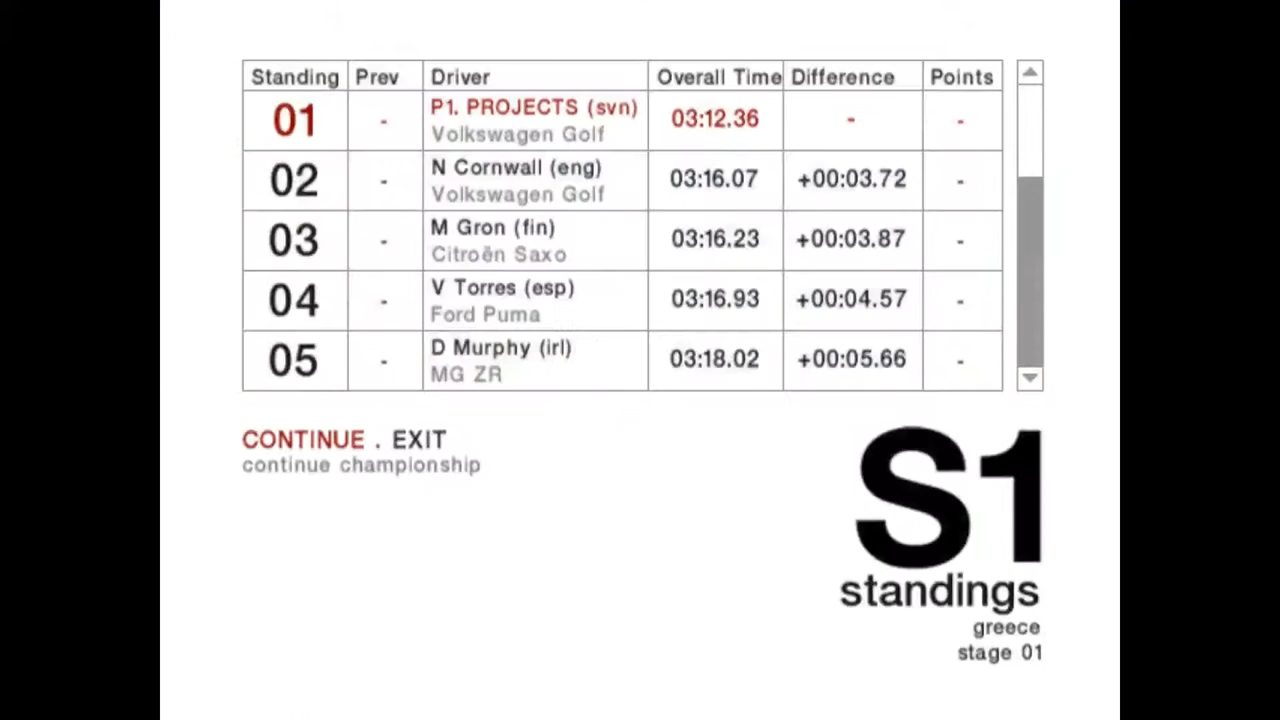 Standing Prev Driver Overall Time Difference Points
01 - P1. PROJECTS (svn) 03:12.36 - -
Volkswagen Golf
02 - N Cornwall (eng) 03:16.07 +00:03.72 -
Volkswagen Golf
03 - M Gron (fin) 03:16.23 +00:03.87 -
Citroën Saxo
04 - V Torres (esp) 03:16.93 +00:04.57 -
Ford Puma
05 - D Murphy (irl) 03:18.02 +00:05.66 -
MG ZR
CONTINUE . EXIT
continue championship
S1
standings
greece
stage 01